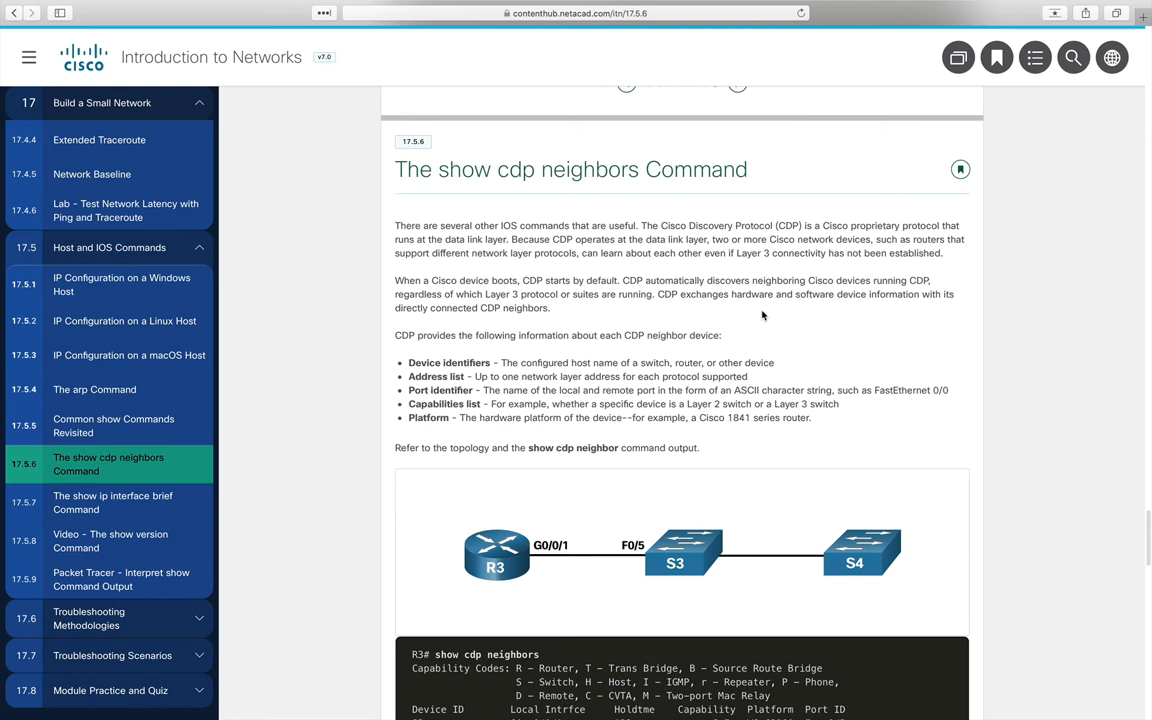 contenthub.netacad.com/itn/17.5.6
CISCO
Introduction to Networks
v7.0
17 Build a Small Network
17.4.4 Extended Traceroute
17.4.5 Network Baseline
17.4.6 Lab - Test Network Latency with
Ping and Traceroute
17.5 Host and IOS Commands
17.5.1 IP Configuration on a Windows
Host
17.5.2 IP Configuration on a Linux Host
17.5.3 IP Configuration on a macOS Host
17.5.4 The arp Command
17.5.5 Common show Commands
Revisited
17.5.6 The show cdp neighbors
Command
17.5.7 The show ip interface brief
Command
17.5.8 Video - The show version
Command
17.5.9 Packet Tracer - Interpret show
Command Output
17.6 Troubleshooting
Methodologies
17.7 Troubleshooting Scenarios
17.8 Module Practice and Quiz
17.5.6
The show cdp neighbors Command
There are several other IOS commands that are useful. The Cisco Discovery Protocol (CDP) is a Cisco proprietary protocol that
runs at the data link layer. Because CDP operates at the data link layer, two or more Cisco network devices, such as routers that
support different network layer protocols, can learn about each other even if Layer 3 connectivity has not been established.
When a Cisco device boots, CDP starts by default. CDP automatically discovers neighboring Cisco devices running CDP,
regardless of which Layer 3 protocol or suites are running. CDP exchanges hardware and software device information with its
directly connected CDP neighbors.
CDP provides the following information about each CDP neighbor device:
• Device identifiers - The configured host name of a switch, router, or other device
• Address list - Up to one network layer address for each protocol supported
• Port identifier - The name of the local and remote port in the form of an ASCII character string, such as FastEthernet 0/0
• Capabilities list - For example, whether a specific device is a Layer 2 switch or a Layer 3 switch
• Platform - The hardware platform of the device--for example, a Cisco 1841 series router.
Refer to the topology and the show cdp neighbor command output.
R3 G0/0/1 F0/5 S3 S4
R3# show cdp neighbors
Capability Codes: R - Router, T - Trans Bridge, B - Source Route Bridge
S - Switch, H - Host, I - IGMP, r - Repeater, P - Phone,
D - Remote, C - CVTA, M - Two-port Mac Relay
Device ID Local Intrfce Holdtme Capability Platform Port ID